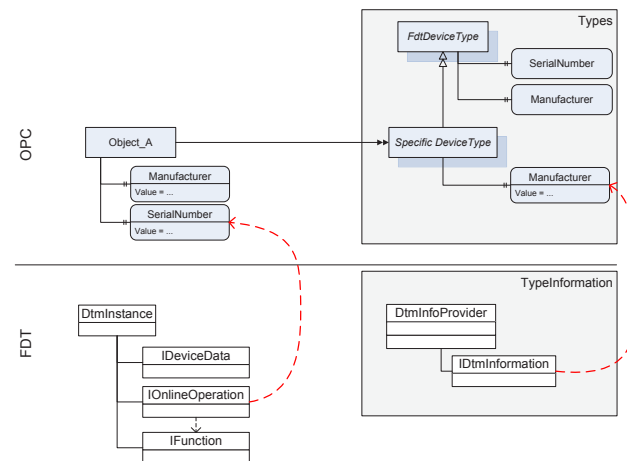 Types
FdtDeviceType
SerialNumber
Manufacturer
OPC
Object_A
Specific DeviceType
Manufacturer
Value = ...
SerialNumber
Value = ...
Manufacturer
Value = ...
TypeInformation
FDT
DtmInstance
IDeviceData
IOnlineOperation
IFunction
DtmInfoProvider
IDtmInformation